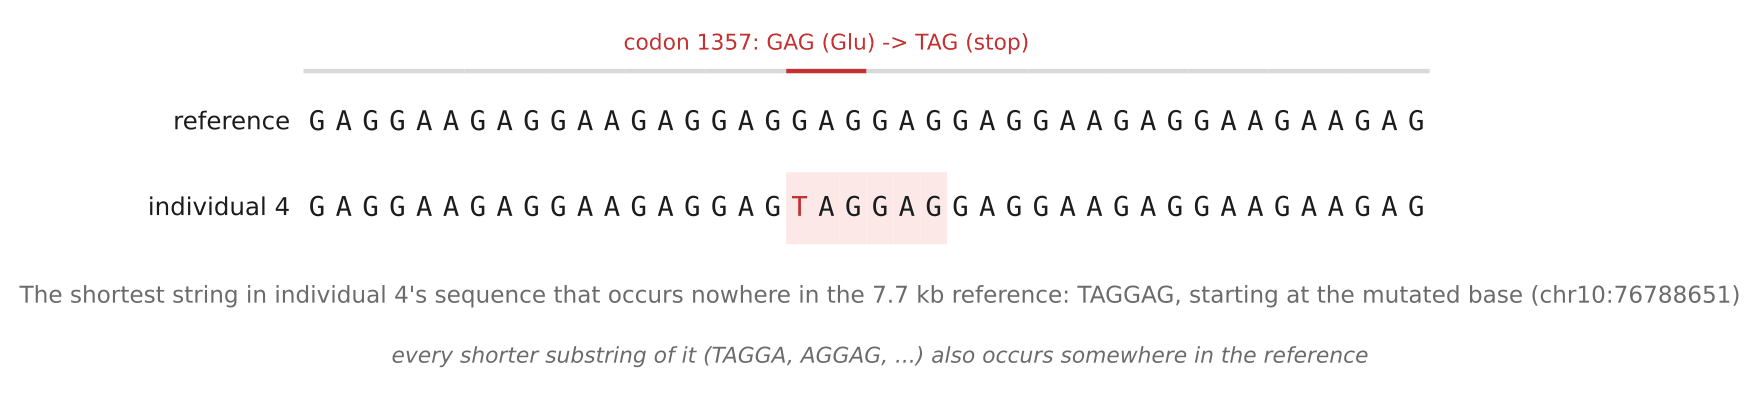 codon 1357: GAG (Glu) -> TAG (stop)
reference G A G G A A G A G G A A G A G G A G G A G G A G G A G G A A G A G G A A G A A G A G
individual 4 G A G G A A G A G G A A G A G G A G T A G G A G G A G G A A G A G G A A G A A G A G
The shortest string in individual 4's sequence that occurs nowhere in the 7.7 kb reference: TAGGAG, starting at the mutated base (chr10:76788651)
every shorter substring of it (TAGGA, AGGAG, ...) also occurs somewhere in the reference